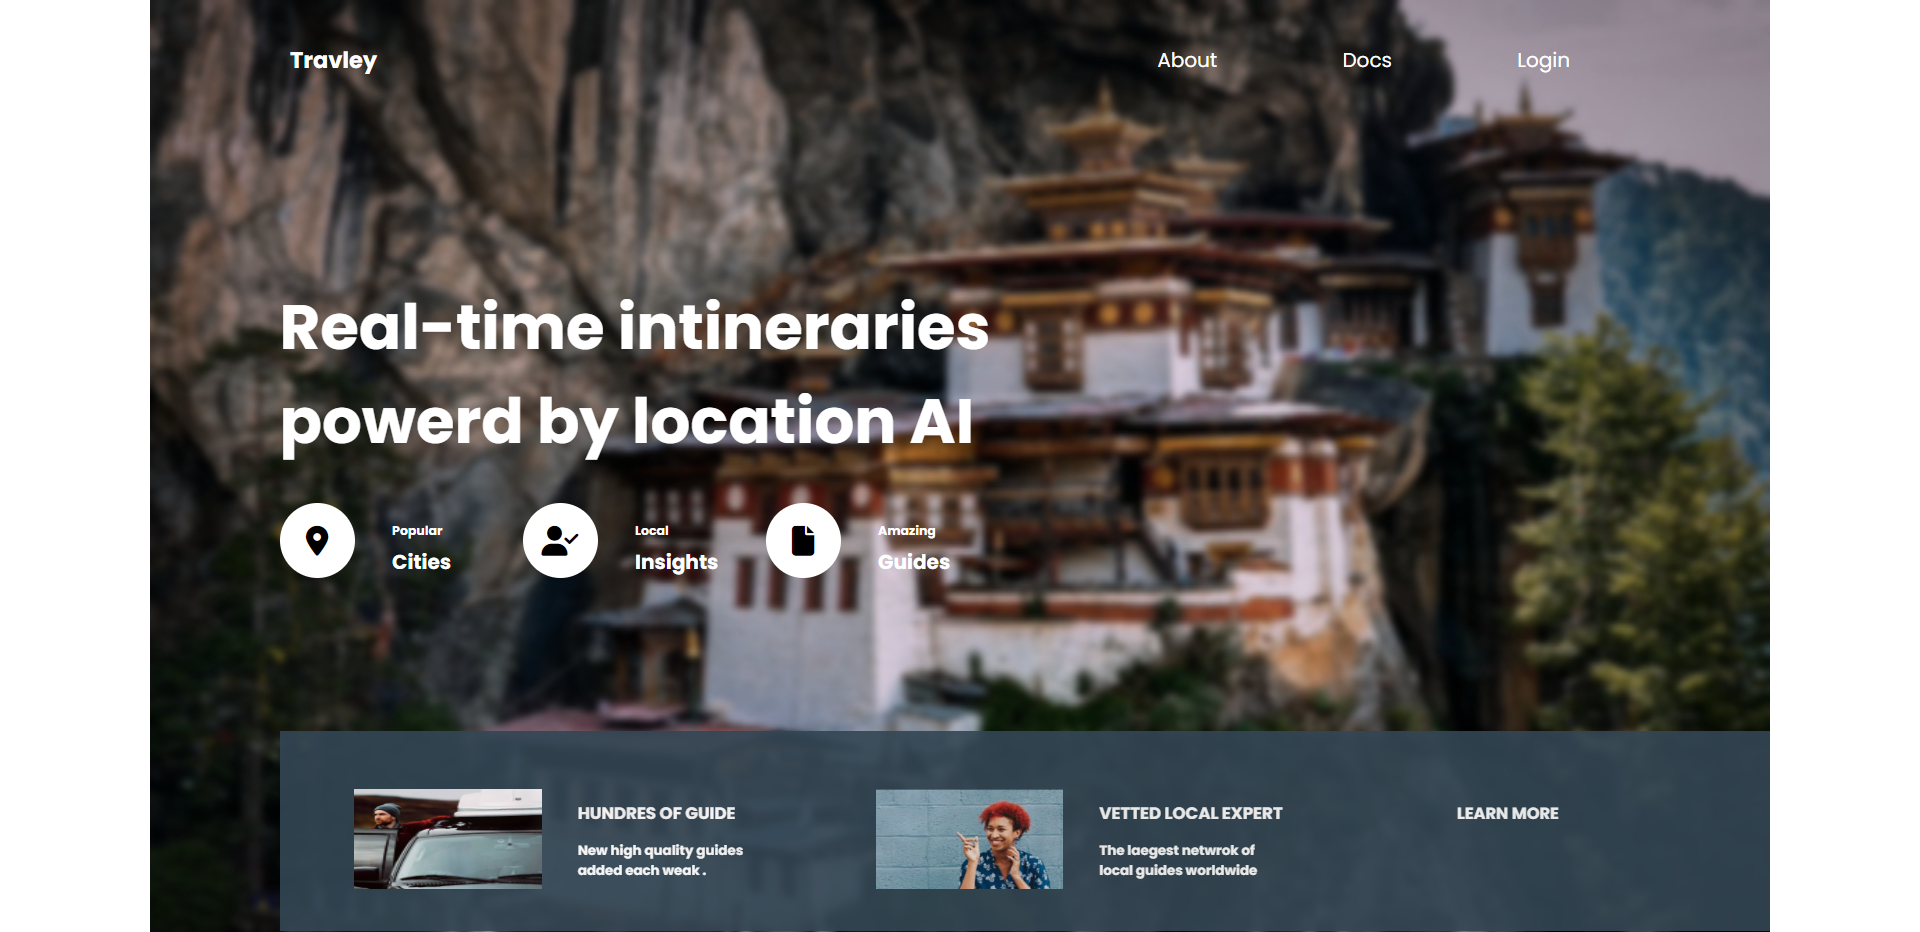 Travley
About
Docs
Login
Real-time intineraries
powerd by location AI
Popular
Cities
Local
Insights
Amazing
Guides
HUNDRES OF GUIDE
New high quality guides
added each weak .
VETTED LOCAL EXPERT
The laegest netwrok of
local guides worldwide
LEARN MORE